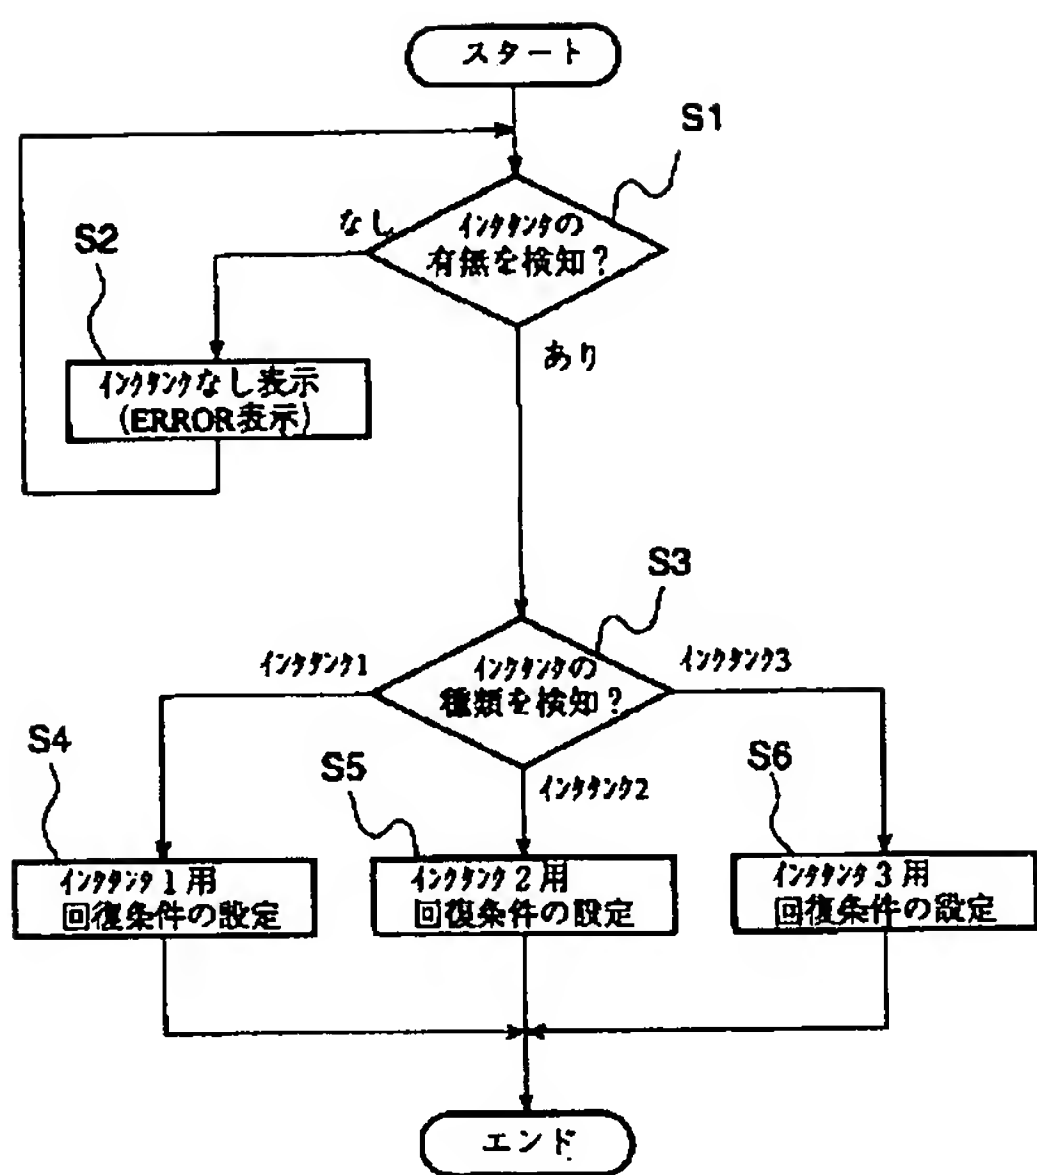 スタート
S1
なし
インクタンクの
有無を検知？
S2
あり
インクタンクなし表示
(ERROR表示)
S3
インクタンク1
インクタンクの
種類を検知？
インクタンク3
S4
S5
インクタンク2
S6
インクタンク1用
回復条件の設定
インクタンク2用
回復条件の設定
インクタンク3用
回復条件の設定
エンド